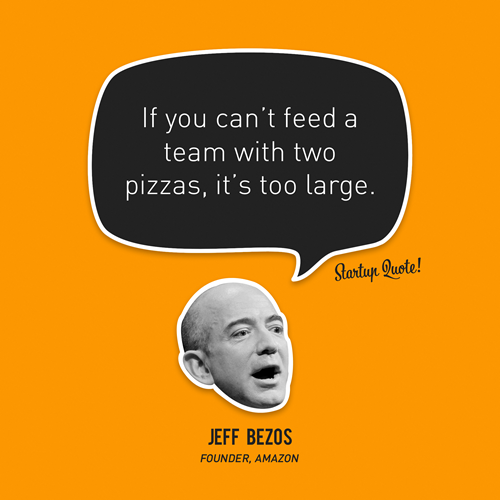 If you can't feed a
team with two
pizzas, it's too large.
Startup Quote!
JEFF BEZOS
FOUNDER, AMAZON